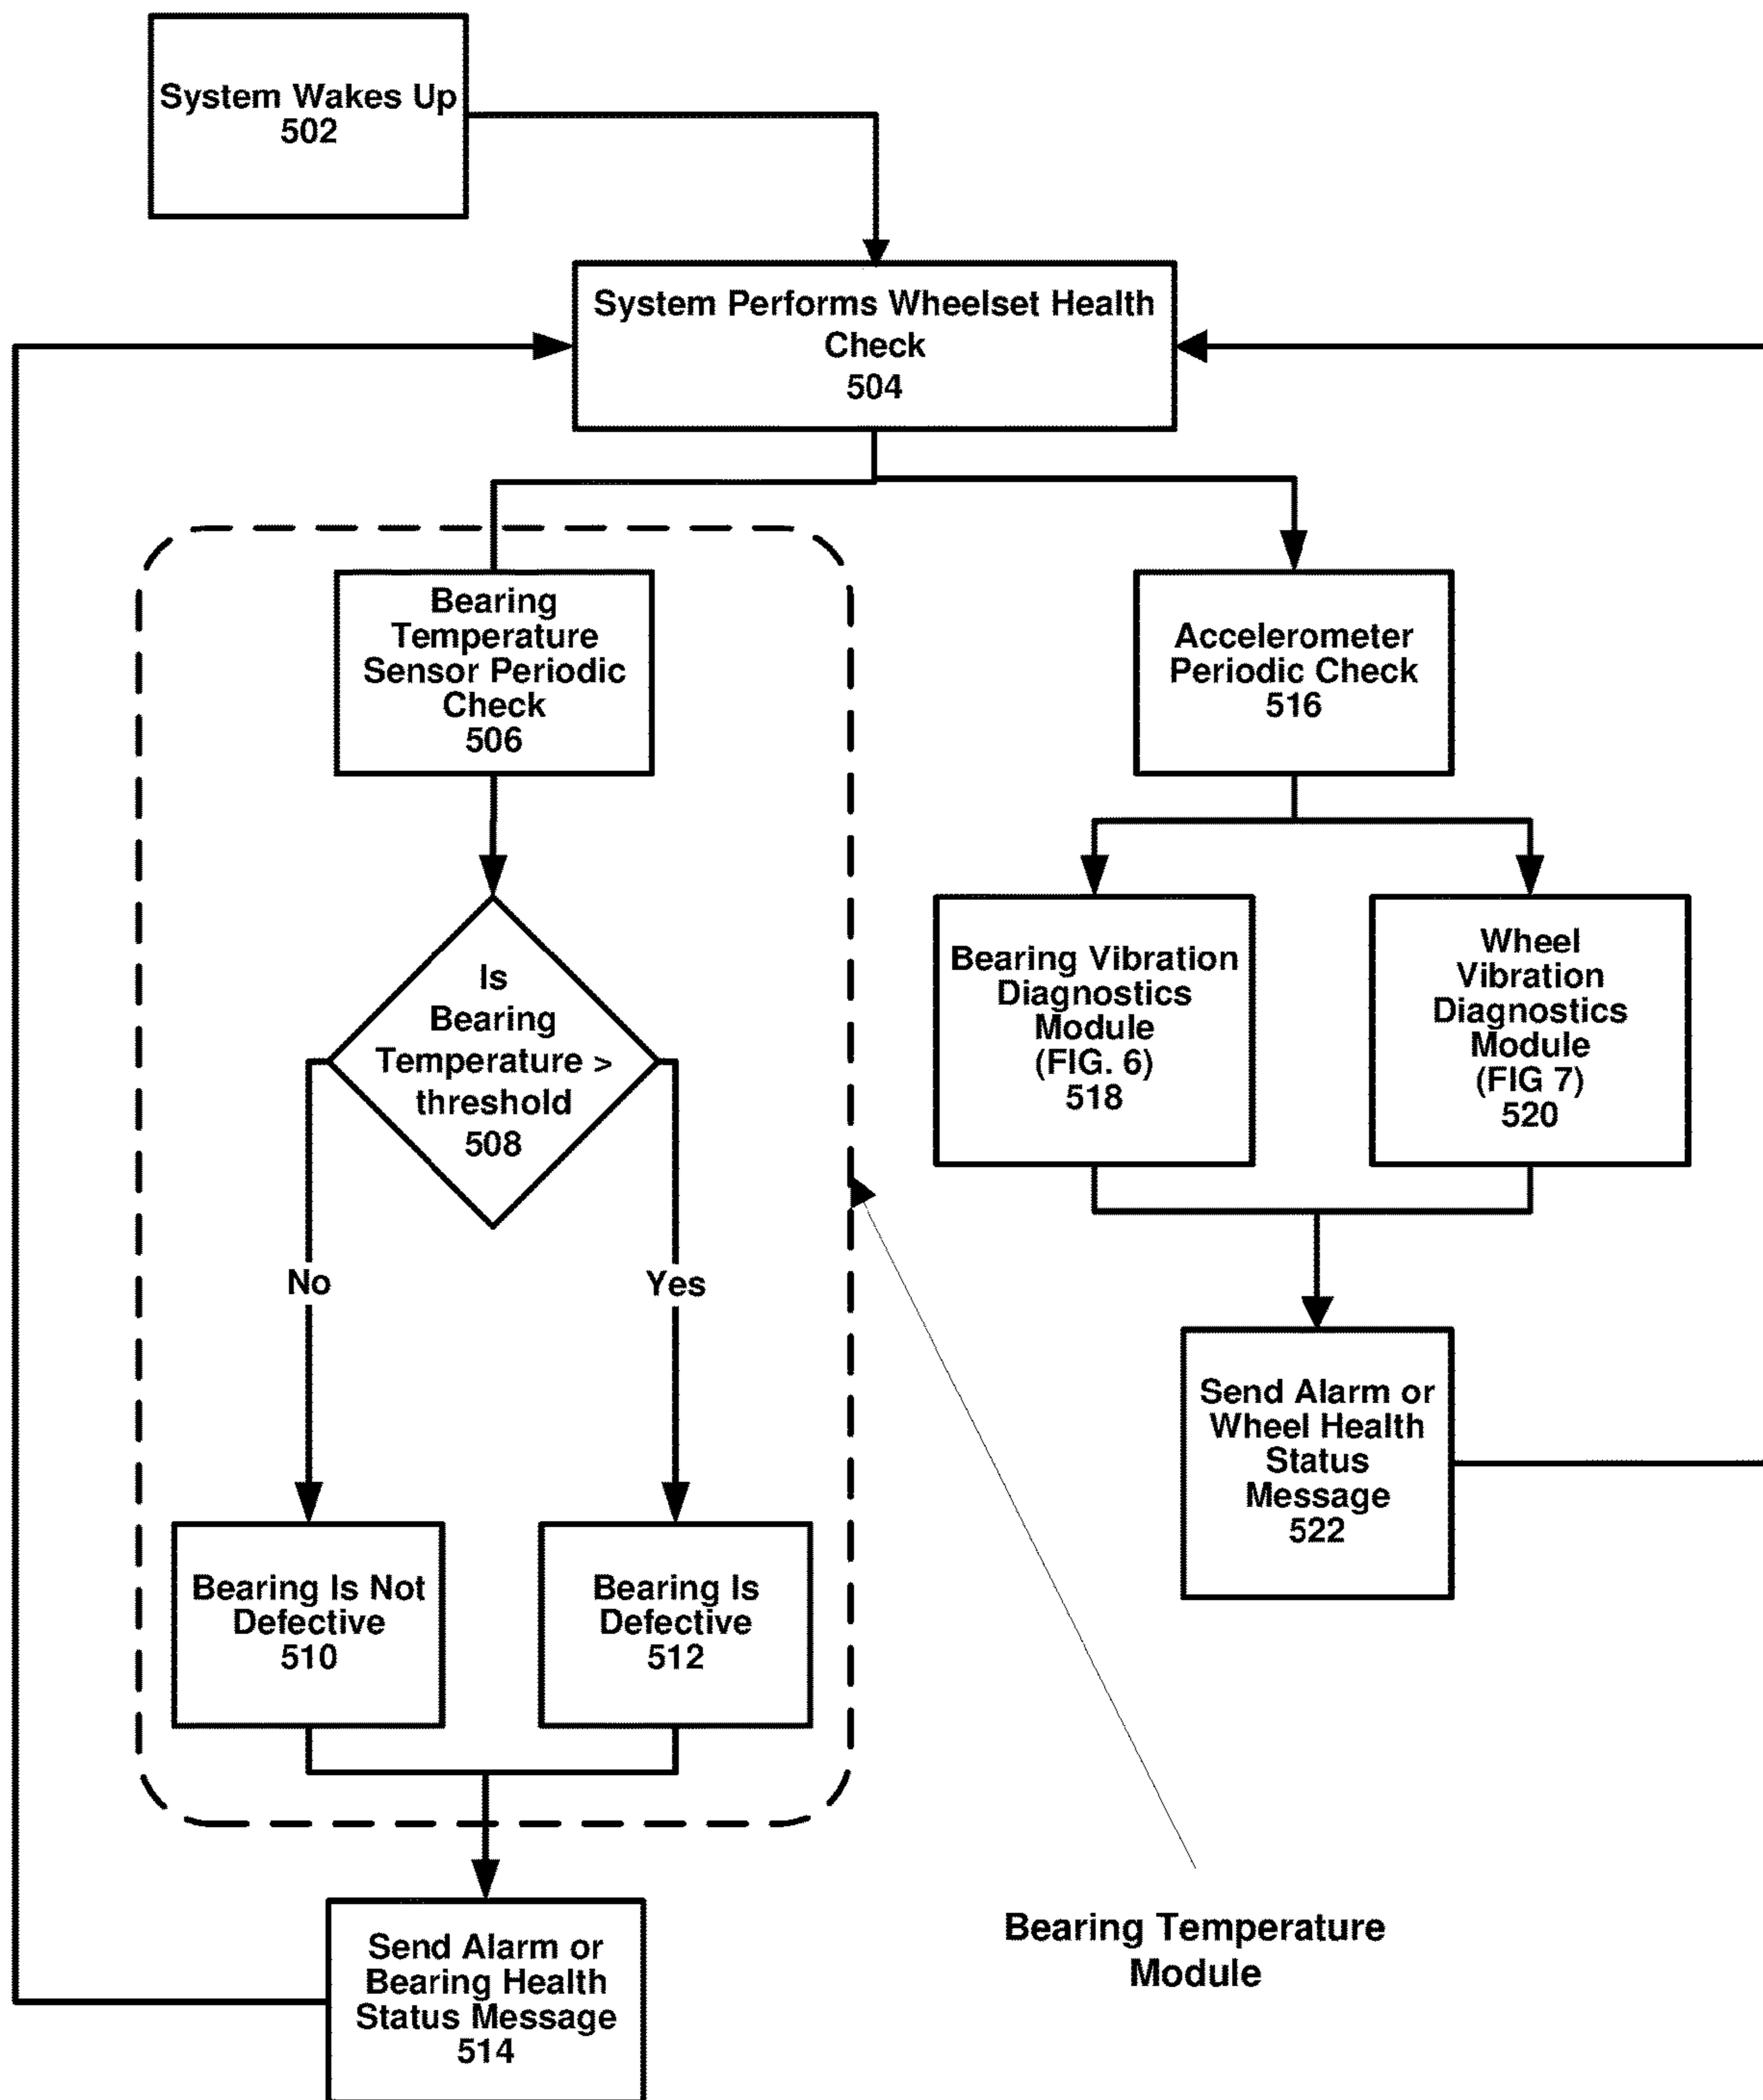 System Wakes Up
502
System Performs Wheelset Health
Check
504
Bearing
Temperature
Sensor Periodic
Check
506
Accelerometer
Periodic Check
516
Is
Bearing
Temperature >
threshold
508
Bearing Vibration
Diagnostics
Module
(FIG. 6)
518
Wheel
Vibration
Diagnostics
Module
(FIG 7)
520
No
Yes
Send Alarm or
Wheel Health
Status
Message
522
Bearing Is Not
Defective
510
Bearing Is
Defective
512
Bearing Temperature
Module
Send Alarm or
Bearing Health
Status Message
514